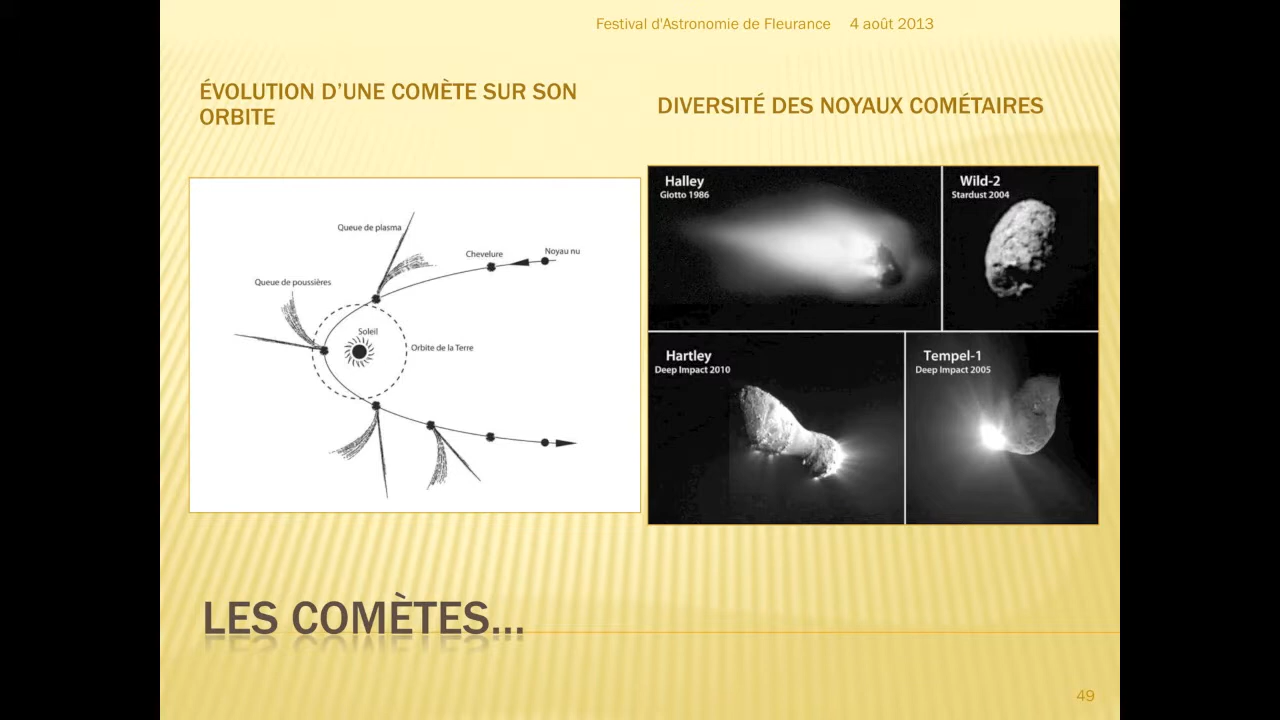 Festival d'Astronomie de Fleurance 4 août 2013
ÉVOLUTION D'UNE COMÈTE SUR SON
ORBITE
DIVERSITÉ DES NOYAUX COMÉTAIRES
Queue de plasma
Chevelure
Noyau nu
Queue de poussières
Soleil
Orbite de la Terre
Halley
Giotto 1986
Wild-2
Stardust 2004
Hartley
Deep Impact 2010
Tempel-1
Deep Impact 2005
LES COMÈTES...
49